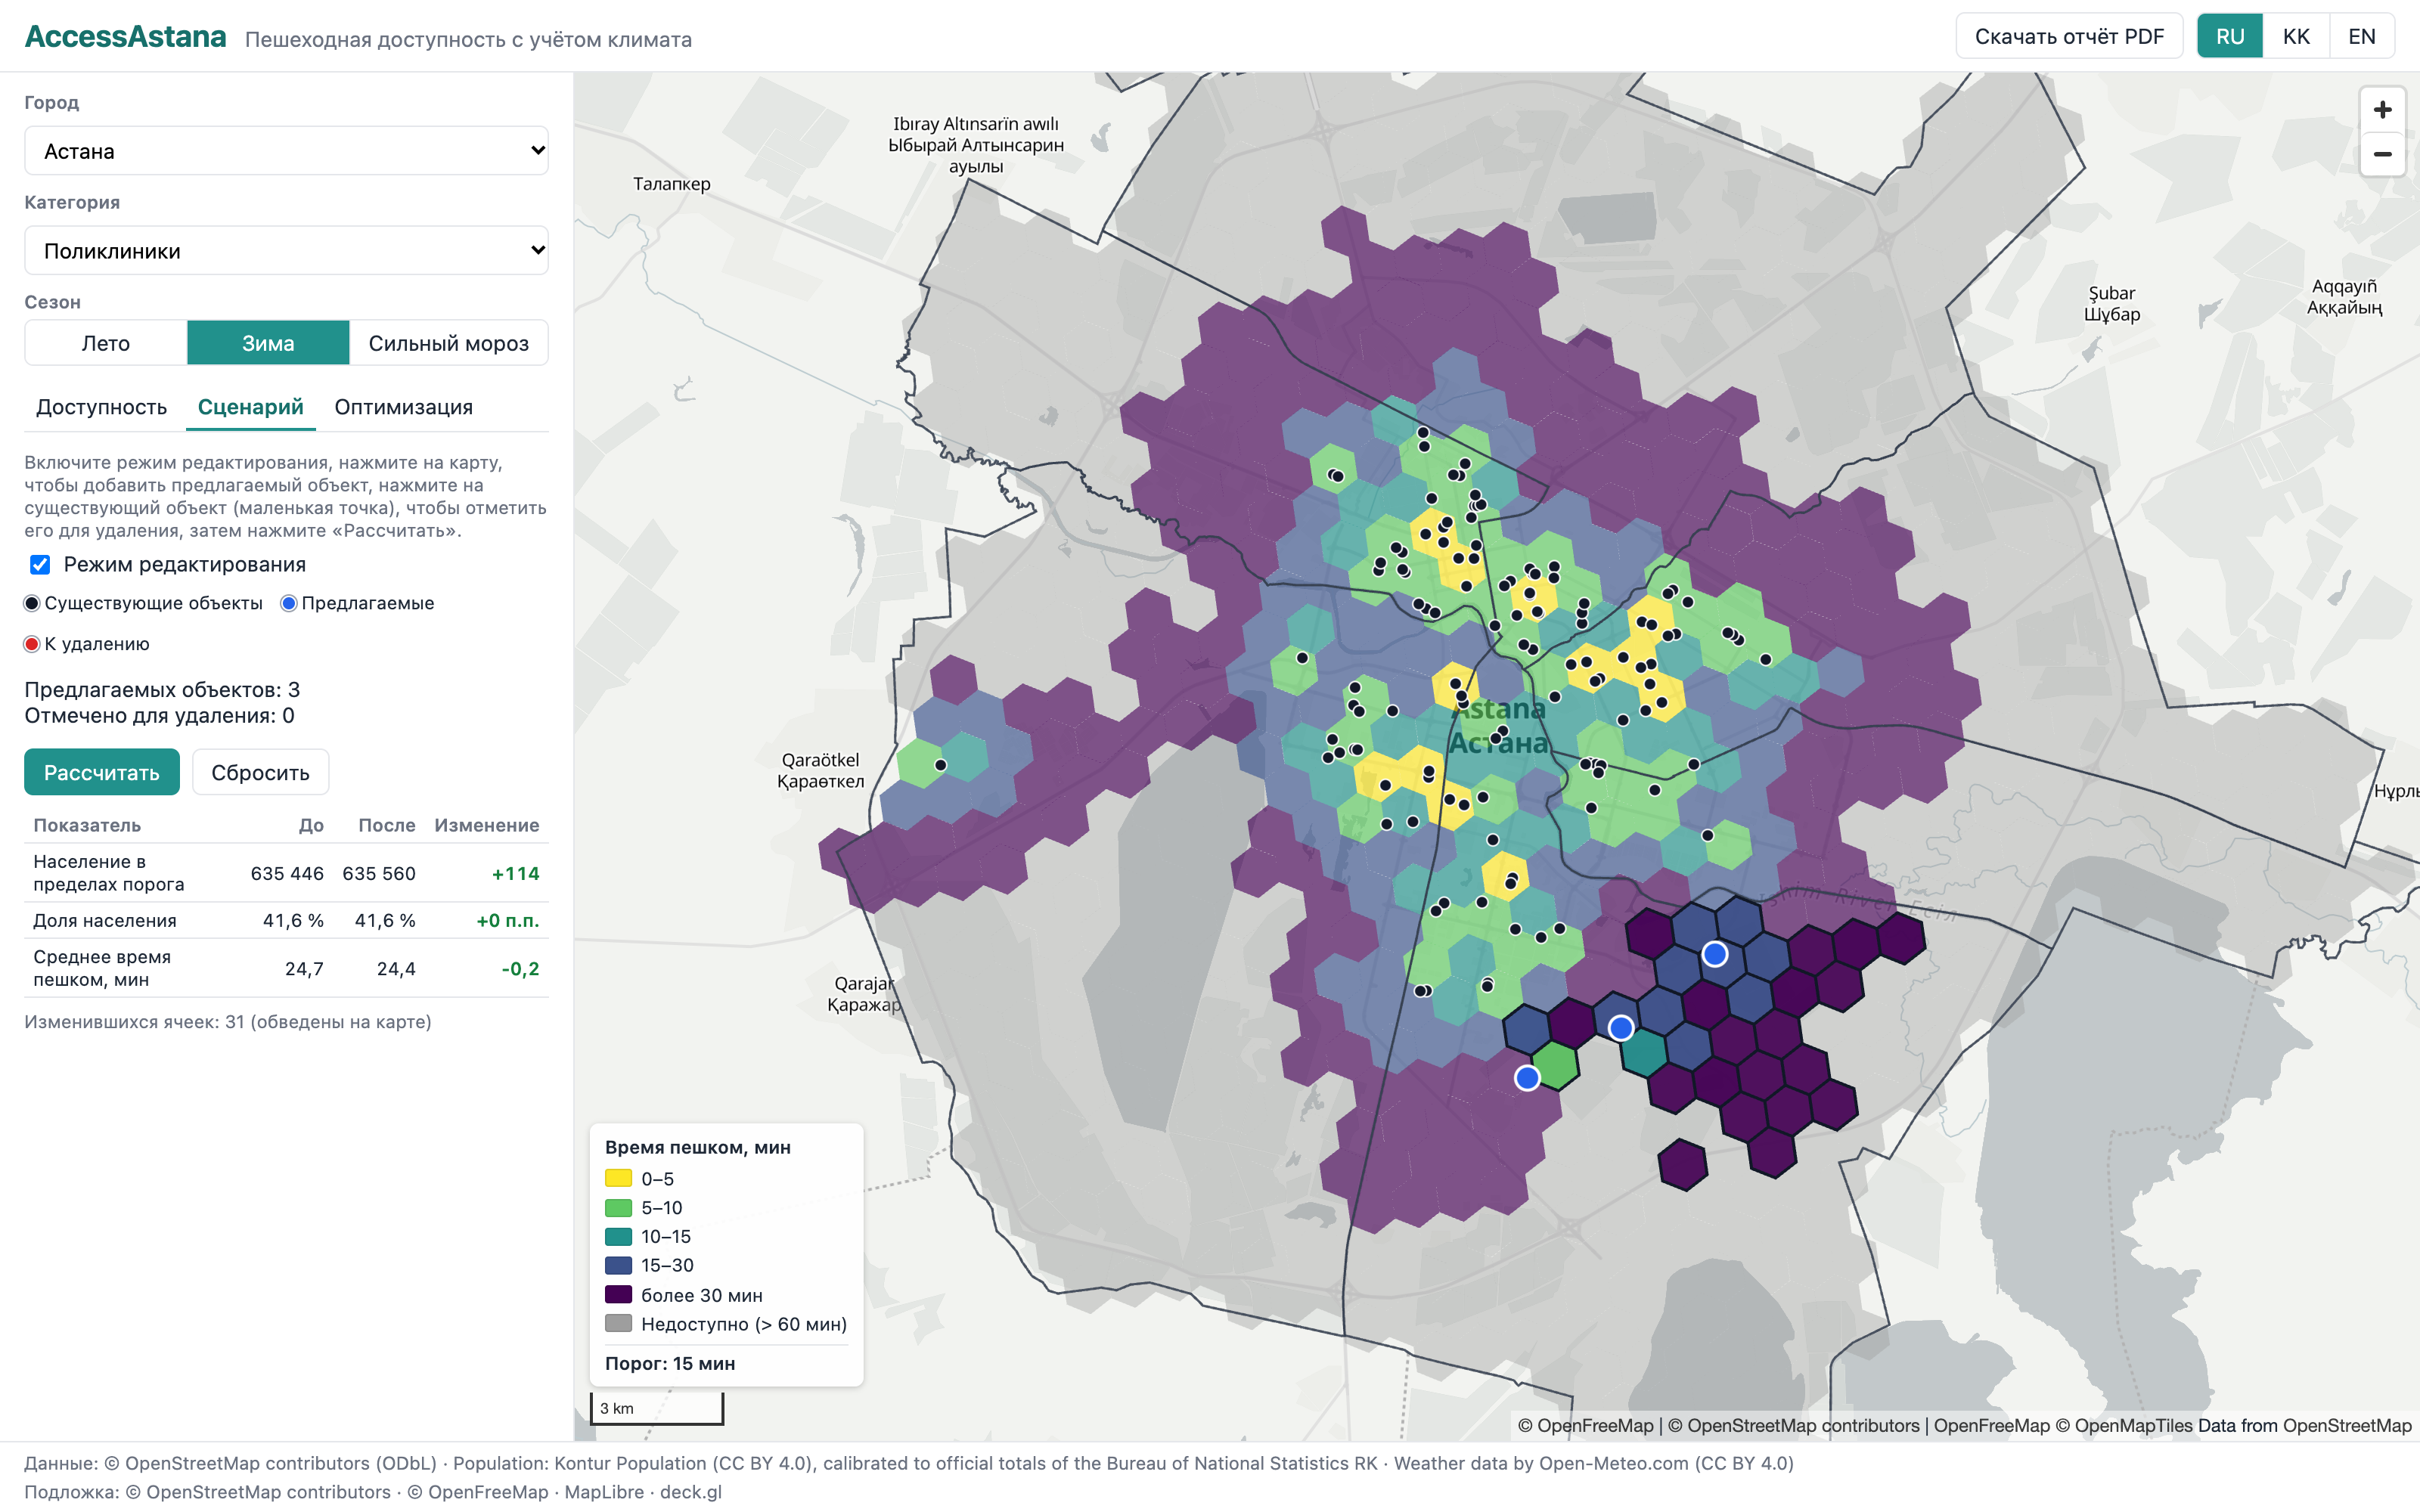 AccessAstana
Пешеходная доступность с учётом климата
Скачать отчёт PDF
RU
KK
EN
Город
Астана
Категория
Поликлиники
Сезон
Лето
Зима
Сильный мороз
Доступность
Сценарий
Оптимизация
Включите режим редактирования, нажмите на карту,
чтобы добавить предлагаемый объект, нажмите на
существующий объект (маленькая точка), чтобы отметить
его для удаления, затем нажмите «Рассчитать».
Режим редактирования
Существующие объекты
Предлагаемые
К удалению
Предлагаемых объектов: 3
Отмечено для удаления: 0
Рассчитать
Сбросить
Показатель До После Изменение
Население в
пределах порога 635 446 635 560 +114
Доля населения 41,6 % 41,6 % +0 п.п.
Среднее время
пешком, мин 24,7 24,4 -0,2
Изменившихся ячеек: 31 (обведены на карте)
Талапкер
Ibıray Altınsarïn awılı
Ыбырай Алтынсарин
ауылы
Şubar
Шұбар
Aqqayıñ
Аққайың
Qaraötkel
Қараөткел
Astana
Астана
Нұрлы
Qarajar
Қаражар
Ishim River Есіл
Время пешком, мин
0–5
5–10
10–15
15–30
более 30 мин
Недоступно (> 60 мин)
Порог: 15 мин
3 km
© OpenFreeMap | © OpenStreetMap contributors | OpenFreeMap © OpenMapTiles Data from OpenStreetMap
Данные: © OpenStreetMap contributors (ODbL) · Population: Kontur Population (CC BY 4.0), calibrated to official totals of the Bureau of National Statistics RK · Weather data by Open-Meteo.com (CC BY 4.0)
Подложка: © OpenStreetMap contributors · © OpenFreeMap · MapLibre · deck.gl